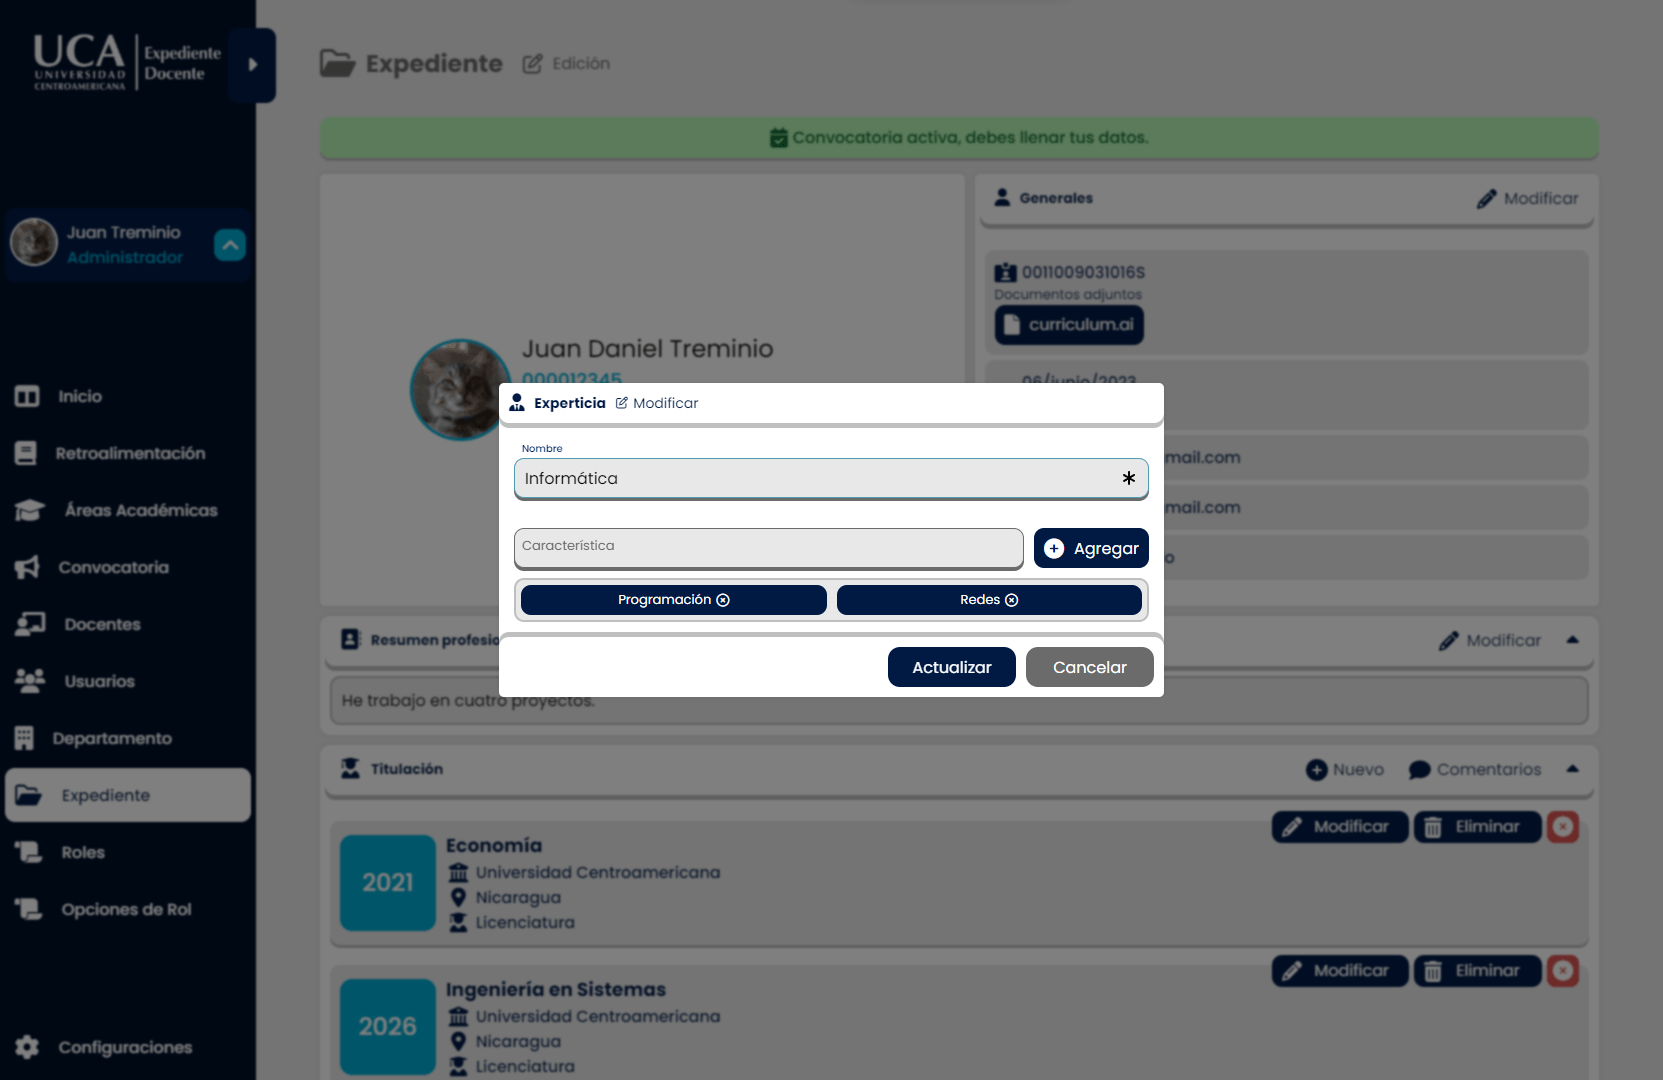 UCA
UNIVERSIDAD
CENTROAMERICANA
Expediente
Docente
Juan Treminio
Administrador
Inicio
Retroalimentación
Áreas Académicas
Convocatoria
Docentes
Usuarios
Departamento
Expediente
Roles
Opciones de Rol
Configuraciones
Expediente Edición
Convocatoria activa, debes llenar tus datos.
Juan Daniel Treminio
000012345
Generales Modificar
0011009031016S
Documentos adjuntos
curriculum.ai
06/junio/2023
mail.com
mail.com
o
Experticia Modificar
Nombre
Informática *
Característica Agregar
Programación Redes
Actualizar Cancelar
Resumen profesio Modificar
He trabajo en cuatro proyectos.
Titulación Nuevo Comentarios
Modificar Eliminar
2021
Economía
Universidad Centroamericana
Nicaragua
Licenciatura
Modificar Eliminar
2026
Ingeniería en Sistemas
Universidad Centroamericana
Nicaragua
Licenciatura